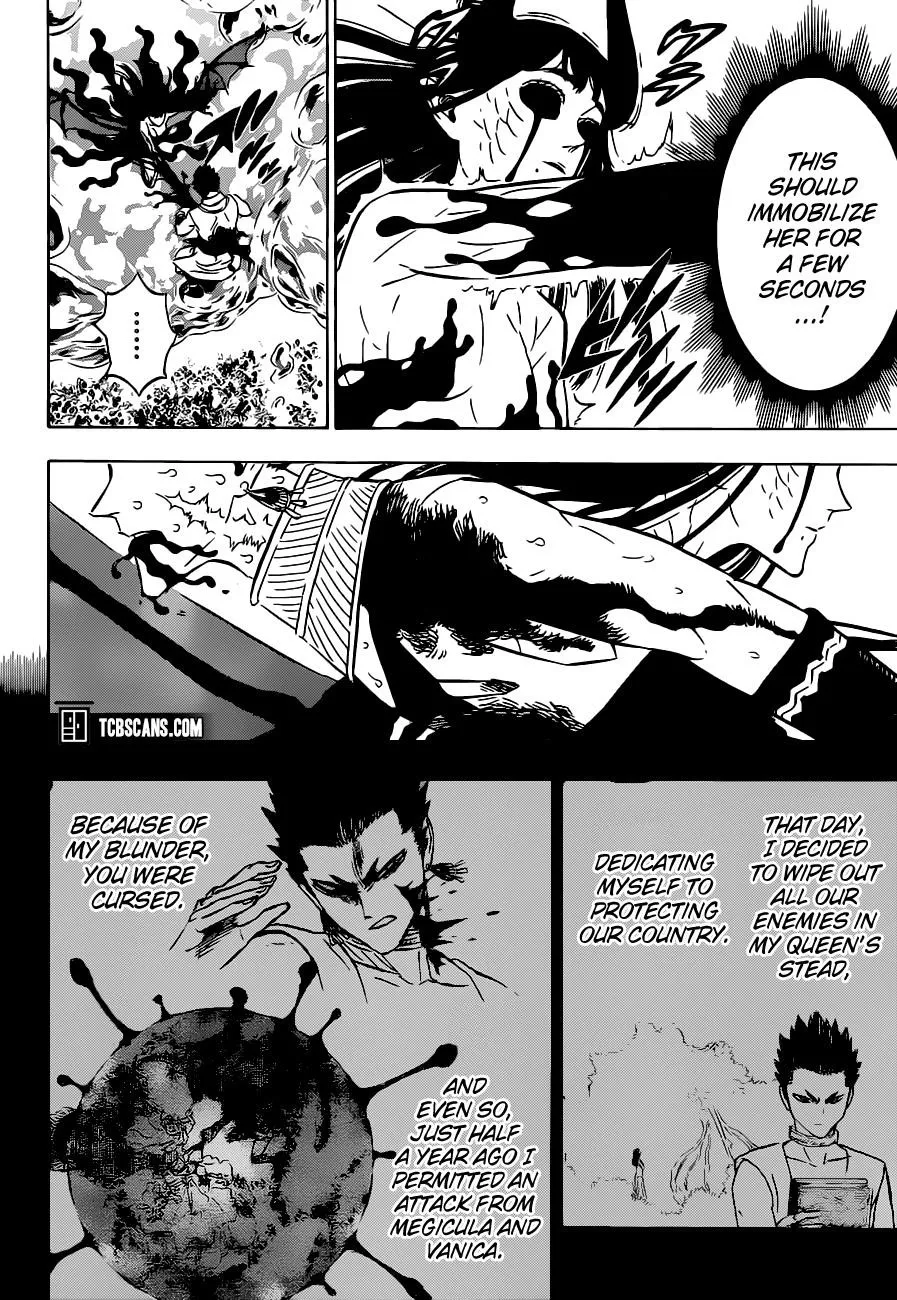 THIS
SHOULD
IMMOBILIZE
HER FOR
A FEW
SECONDS
...!
......
TCBSCANS.COM
THAT DAY,
I DECIDED
TO WIPE OUT
ALL OUR
ENEMIES IN
MY QUEEN'S
STEAD,
DEDICATING
MYSELF TO
PROTECTING
OUR COUNTRY.
BECAUSE OF
MY BLUNDER,
YOU WERE
CURSED.
AND
EVEN SO,
JUST HALF
A YEAR AGO I
PERMITTED AN
ATTACK FROM
MEGICULA AND
VANICA.